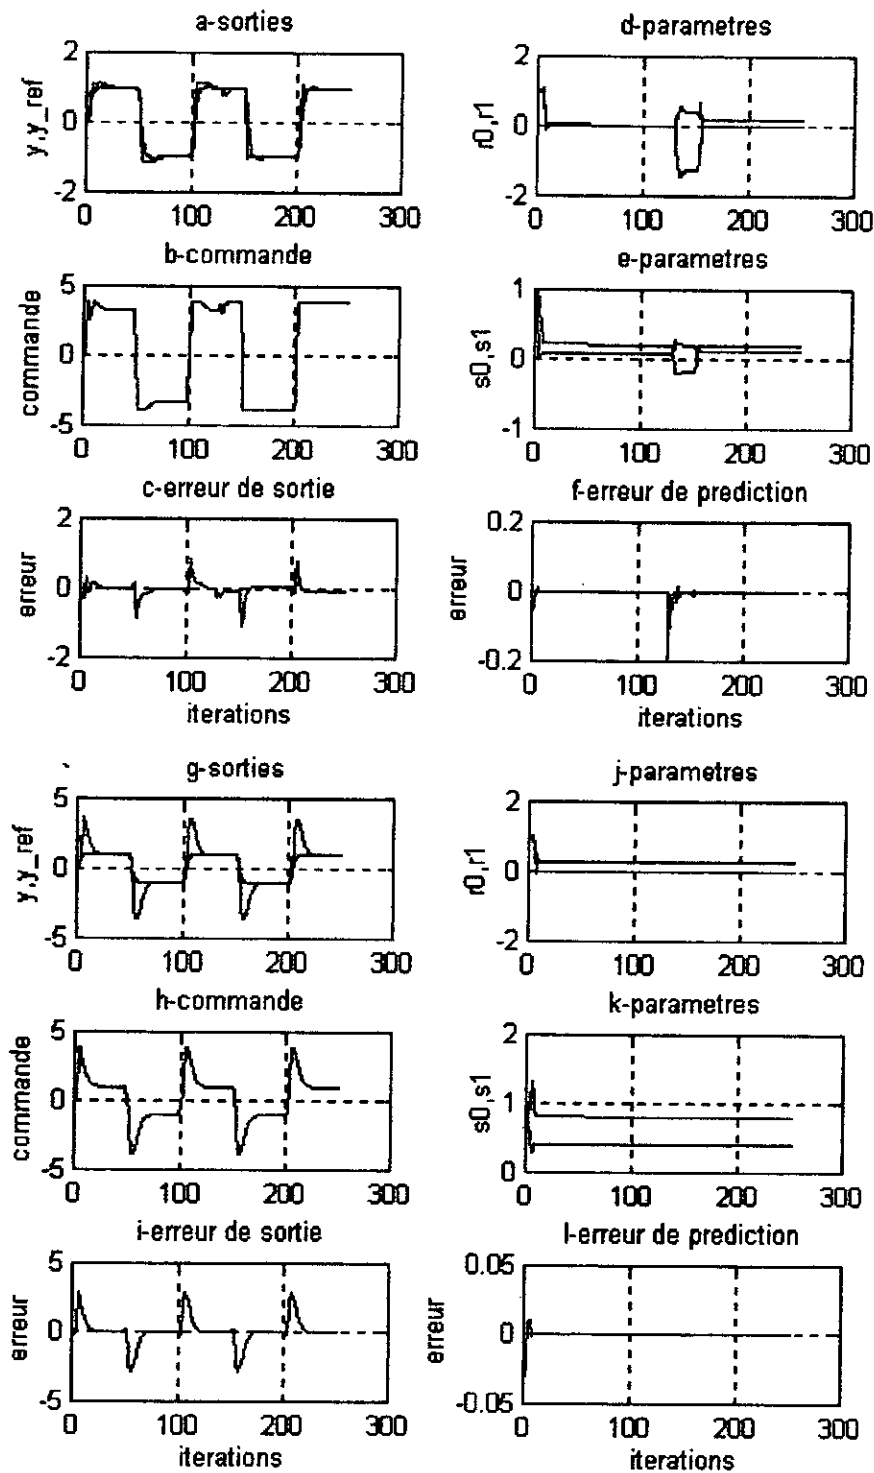 a-sorties
y,y_ref
2
0
-2
0 100 200 300
b-commande
commande
5
0
-5
0 100 200 300
c-erreur de sortie
erreur
2
0
-2
0 100 200 300
iterations
d-parametres
r0,r1
2
0
-2
0 100 200 300
e-parametres
s0,s1
1
0
-1
0 100 200 300
f-erreur de prediction
erreur
0.2
0
-0.2
0 100 200 300
iterations
g-sorties
y,y_ref
5
0
-5
0 100 200 300
h-commande
commande
5
0
-5
0 100 200 300
i-erreur de sortie
erreur
5
0
-5
0 100 200 300
iterations
j-parametres
r0,r1
2
0
-2
0 100 200 300
k-parametres
s0,s1
2
1
0
0 100 200 300
l-erreur de prediction
erreur
0.05
0
-0.05
0 100 200 300
iterations